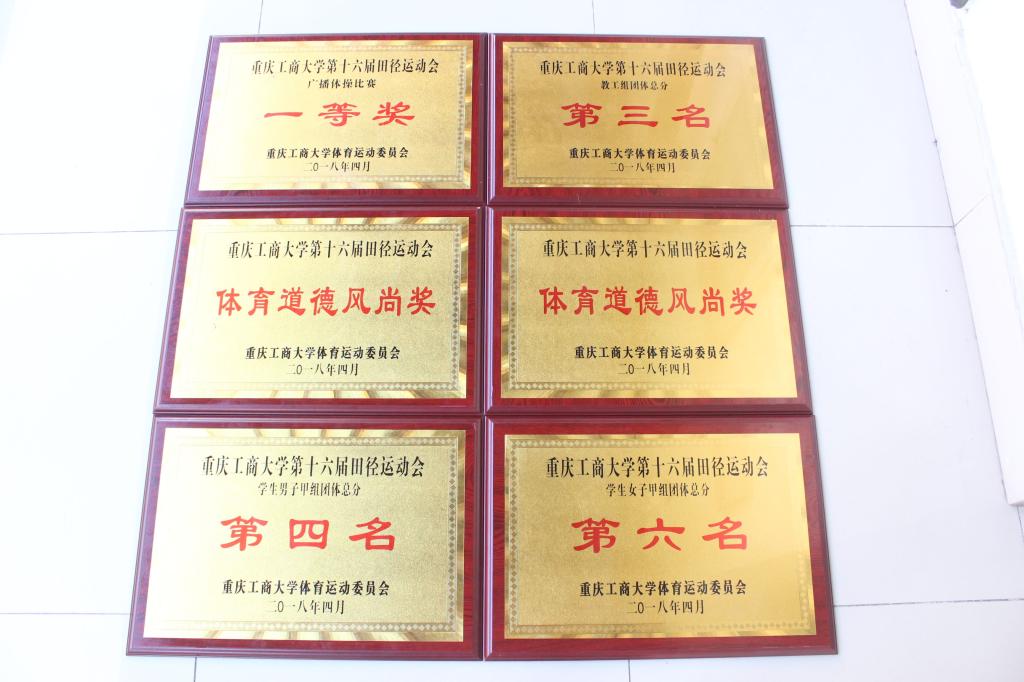 重庆工商大学第十六届田径运动会
广播体操比赛
一等奖
重庆工商大学体育运动委员会
二〇一八年四月
重庆工商大学第十六届田径运动会
教工组团体总分
第三名
重庆工商大学体育运动委员会
二〇一八年四月
重庆工商大学第十六届田径运动会
体育道德风尚奖
重庆工商大学体育运动委员会
二〇一八年四月
重庆工商大学第十六届田径运动会
体育道德风尚奖
重庆工商大学体育运动委员会
二〇一八年四月
重庆工商大学第十六届田径运动会
学生男子甲组团体总分
第四名
重庆工商大学体育运动委员会
二〇一八年四月
重庆工商大学第十六届田径运动会
学生女子甲组团体总分
第六名
重庆工商大学体育运动委员会
二〇一八年四月